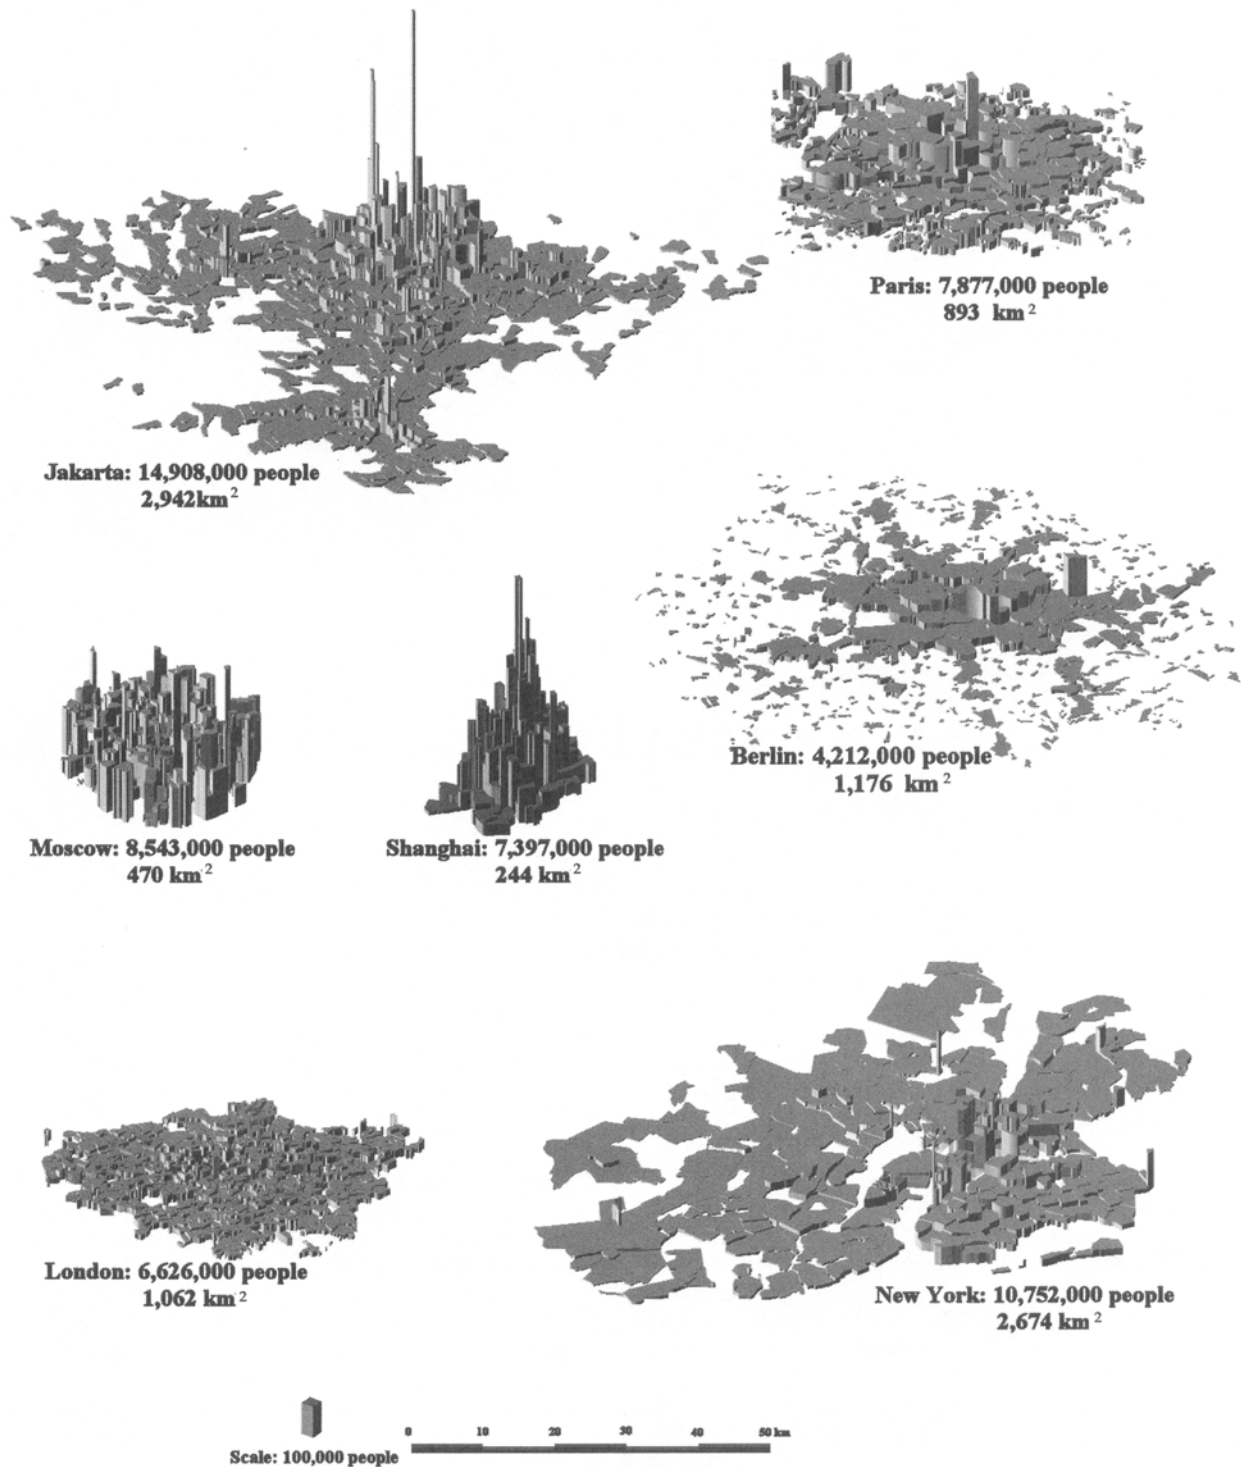 Paris: 7,877,000 people
893 km²
Jakarta: 14,908,000 people
2,942km²
Berlin: 4,212,000 people
1,176 km²
Moscow: 8,543,000 people
470 km²
Shanghai: 7,397,000 people
244 km²
London: 6,626,000 people
1,062 km²
New York: 10,752,000 people
2,674 km²
0 10 20 30 40 50 km
Scale: 100,000 people